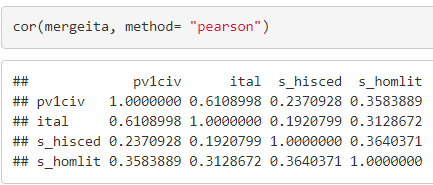 cor(mergeita, method= "pearson")
## pv1civ ital s_hisced s_homlit
## pv1civ 1.0000000 0.6108998 0.2370928 0.3583889
## ital 0.6108998 1.0000000 0.1920799 0.3128672
## s_hisced 0.2370928 0.1920799 1.0000000 0.3640371
## s_homlit 0.3583889 0.3128672 0.3640371 1.0000000